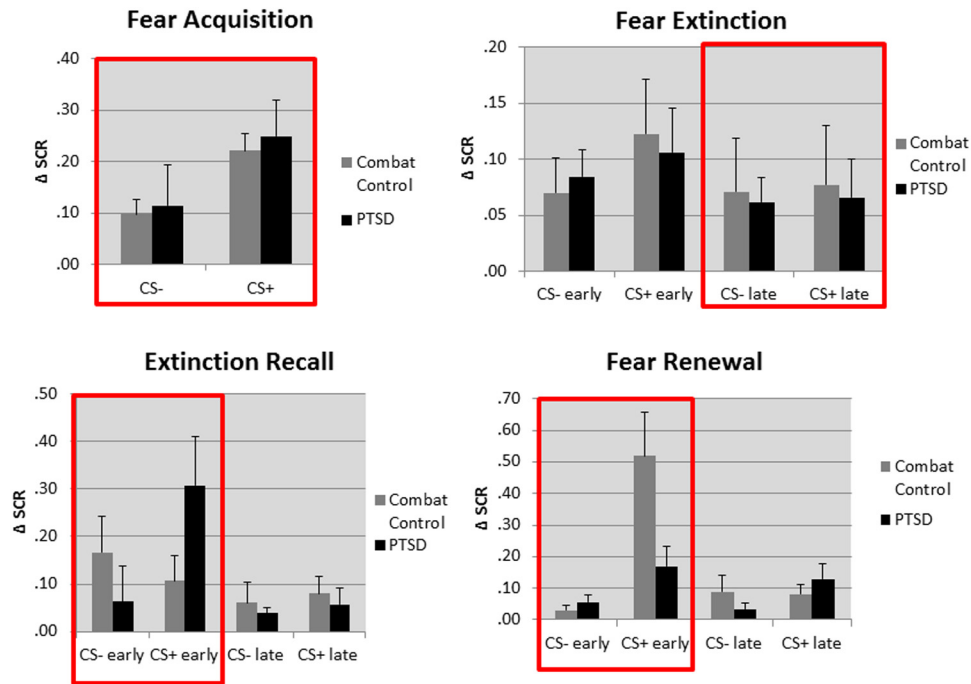 Fear Acquisition
.40
.30
.20
.10
.00
Δ SCR
CS-
CS+
Combat
Control
PTSD
Fear Extinction
.20
.15
.10
.05
.00
Δ SCR
CS- early
CS+ early
CS- late
CS+ late
Combat
Control
PTSD
Extinction Recall
.50
.40
.30
.20
.10
.00
Δ SCR
CS- early
CS+ early
CS- late
CS+ late
Combat
Control
PTSD
Fear Renewal
.70
.60
.50
.40
.30
.20
.10
.00
Δ SCR
CS- early
CS+ early
CS- late
CS+ late
Combat
Control
PTSD